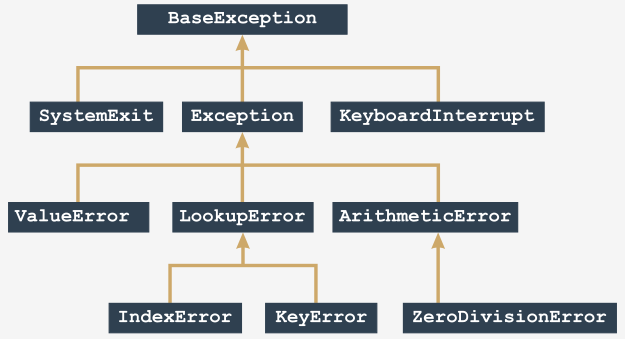 BaseException
SystemExit
Exception
KeyboardInterrupt
ValueError
LookupError
ArithmeticError
IndexError
KeyError
ZeroDivisionError